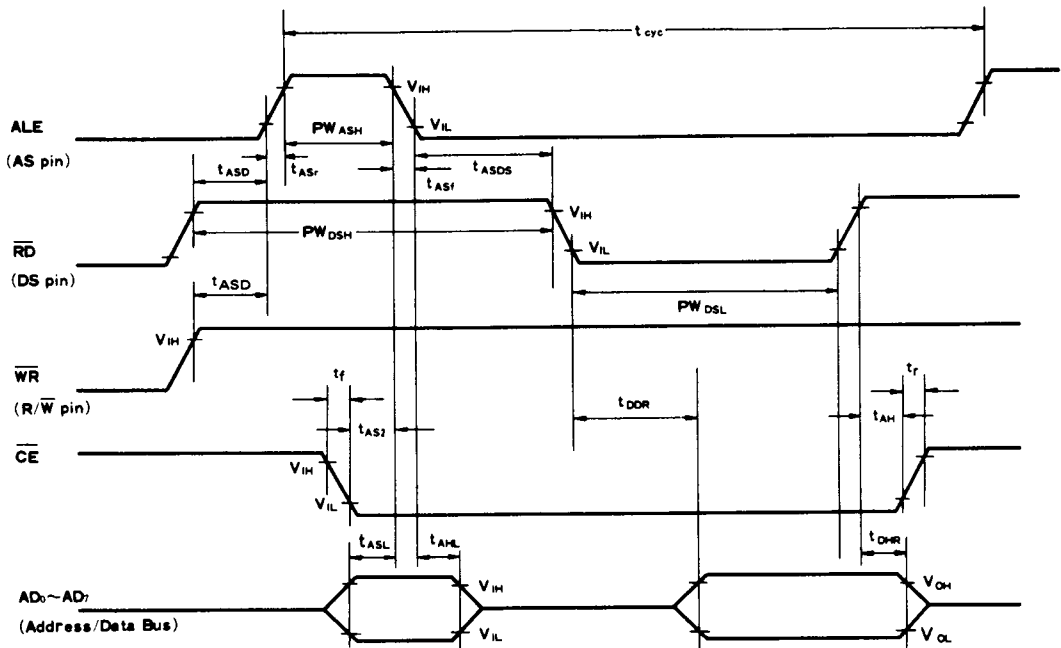 t cyc
ALE
(AS pin)
PW ASH
V IH
V IL
t ASD
t ASr
t ASf
t ASDS
RD
(DS pin)
PW DSH
V IH
V IL
t ASD
PW DSL
WR
(R/W pin)
V IH
t f
t AS2
t DDR
t r
t AH
CE
V IH
V IL
t ASL
t AHL
t DHR
AD0~AD7
(Address/Data Bus)
V IH
V IL
V OH
V OL